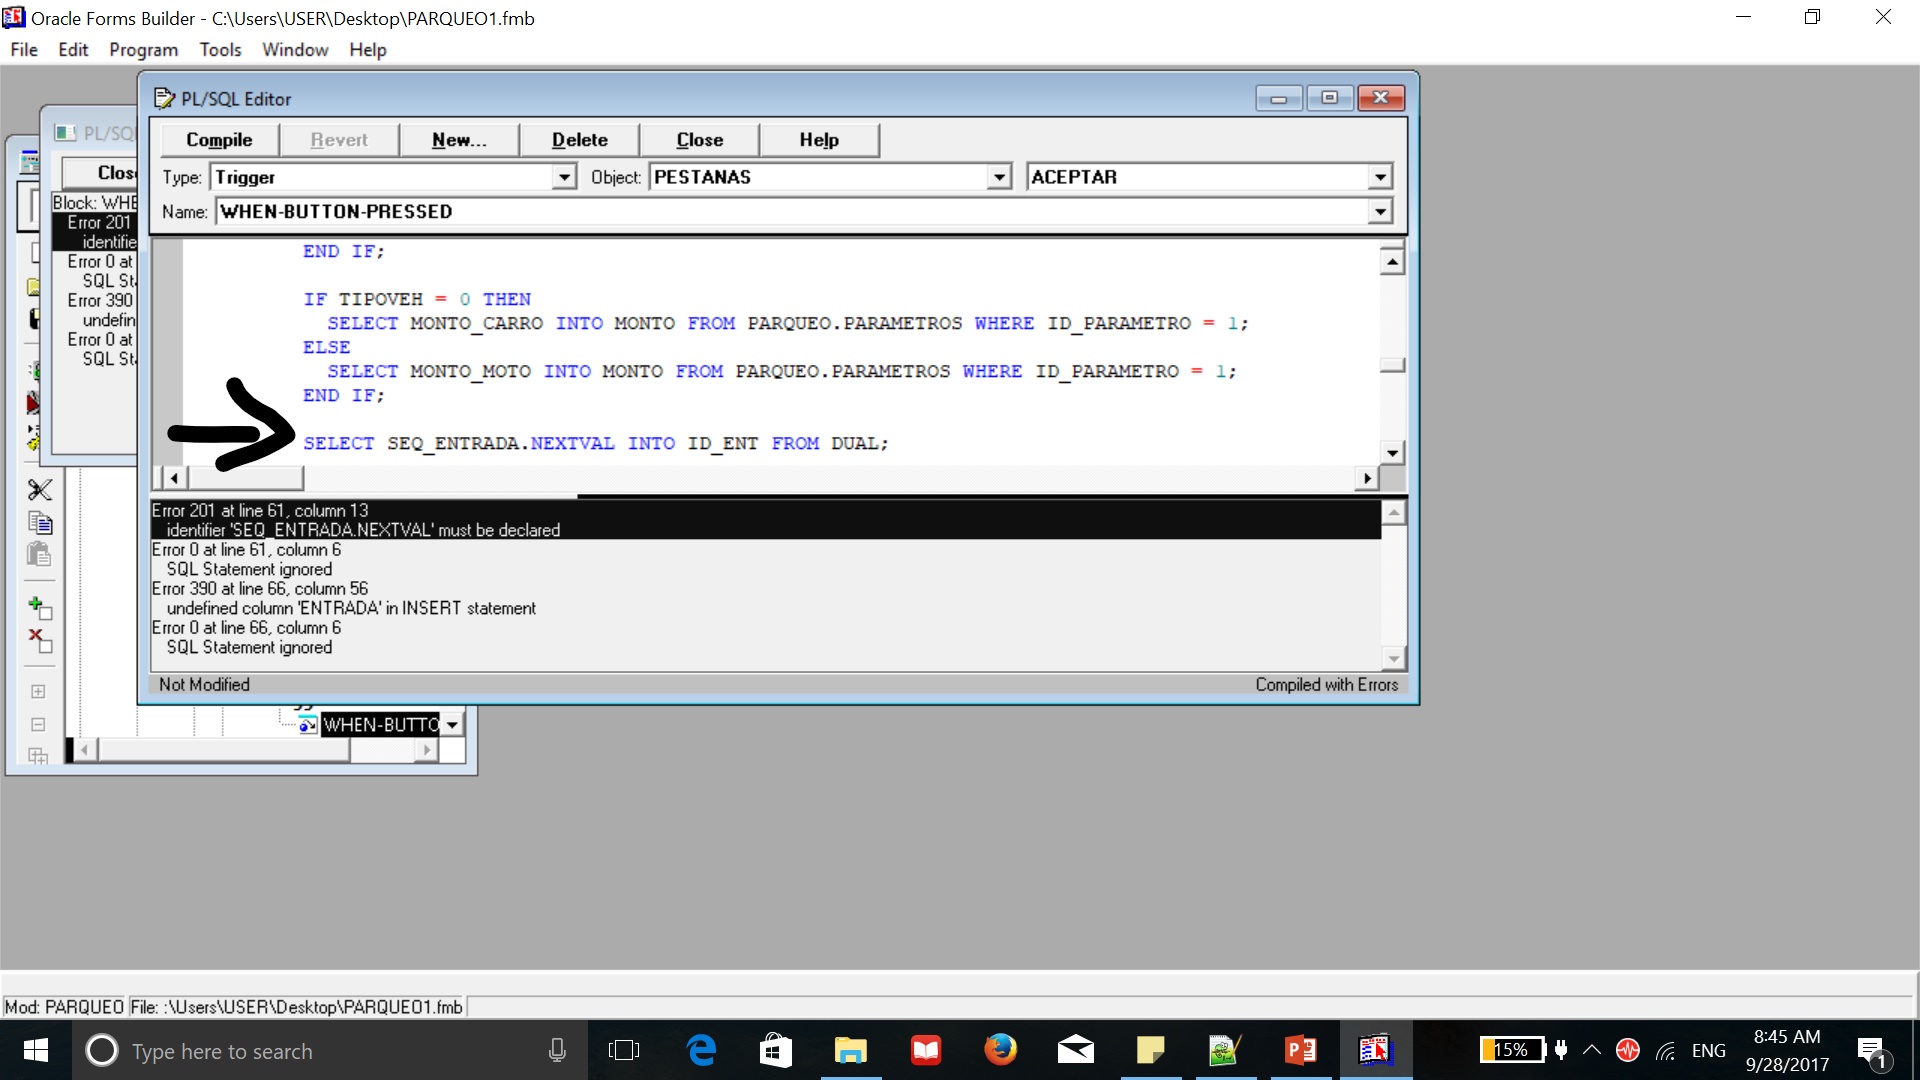 Oracle Forms Builder - C:\Users\USER\Desktop\PARQUEO1.fmb
File Edit Program Tools Window Help
PL/SQL Editor
Compile Revert New... Delete Close Help
Type: Trigger Object: PESTANAS ACEPTAR
Name: WHEN-BUTTON-PRESSED
END IF;
IF TIPOVEH = 0 THEN
SELECT MONTO_CARRO INTO MONTO FROM PARQUEO.PARAMETROS WHERE ID_PARAMETRO = 1;
ELSE
SELECT MONTO_MOTO INTO MONTO FROM PARQUEO.PARAMETROS WHERE ID_PARAMETRO = 1;
END IF;
SELECT SEQ_ENTRADA.NEXTVAL INTO ID_ENT FROM DUAL;
Error 201 at line 61, column 13
identifier 'SEQ_ENTRADA.NEXTVAL' must be declared
Error 0 at line 61, column 6
SQL Statement ignored
Error 390 at line 66, column 56
undefined column 'ENTRADA' in INSERT statement
Error 0 at line 66, column 6
SQL Statement ignored
Not Modified Compiled with Errors
PL/SQ
Clos
Block: WHE
Error 201
identifie
Error 0 at
SQL St
Error 390
undefin
Error 0 at
SQL St
WHEN-BUTTO
Mod: PARQUEO File: :\Users\USER\Desktop\PARQUEO1.fmb
Type here to search
15% ENG 8:45 AM
9/28/2017
1